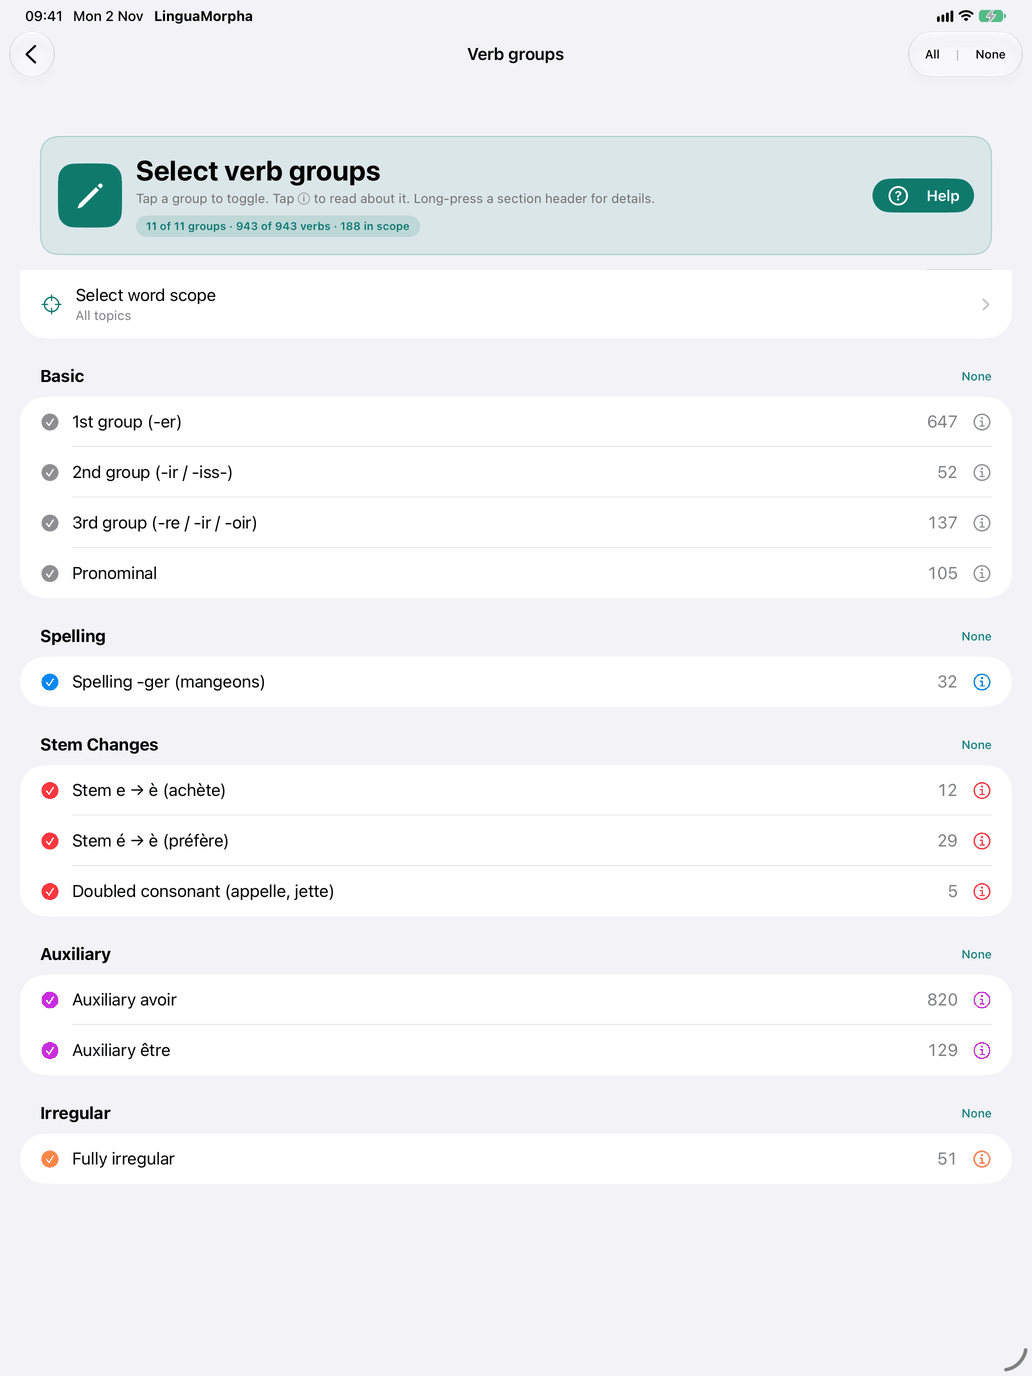 09:41 Mon 2 Nov LinguaMorpha
Verb groups
All | None
Select verb groups
Tap a group to toggle. Tap ⓘ to read about it. Long-press a section header for details.
11 of 11 groups · 943 of 943 verbs · 188 in scope
Help
Select word scope
All topics
Basic None
1st group (-er) 647
2nd group (-ir / -iss-) 52
3rd group (-re / -ir / -oir) 137
Pronominal 105
Spelling None
Spelling -ger (mangeons) 32
Stem Changes None
Stem e → è (achète) 12
Stem é → è (préfère) 29
Doubled consonant (appelle, jette) 5
Auxiliary None
Auxiliary avoir 820
Auxiliary être 129
Irregular None
Fully irregular 51